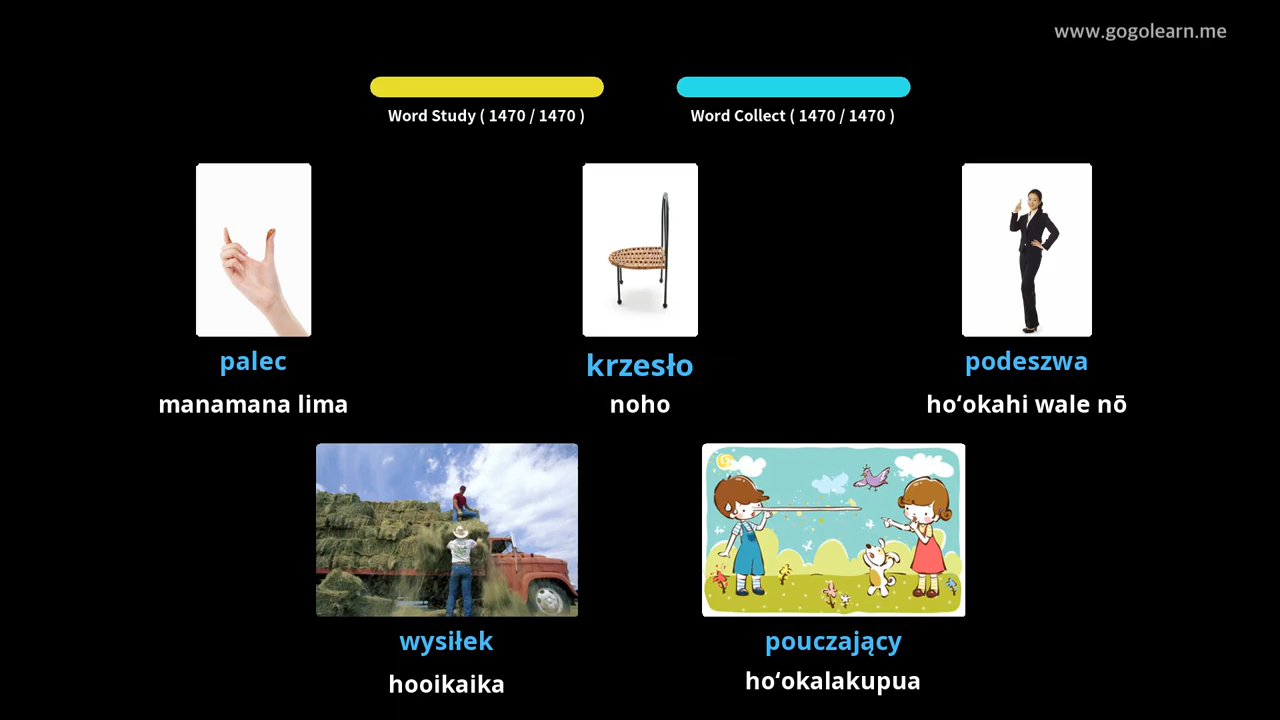 www.gogolearn.me
Word Study ( 1470 / 1470 )
Word Collect ( 1470 / 1470 )
palec
krzesło
podeszwa
manamana lima
noho
hoʻokahi wale nō
wysiłek
pouczający
hooikaika
hoʻokalakupua